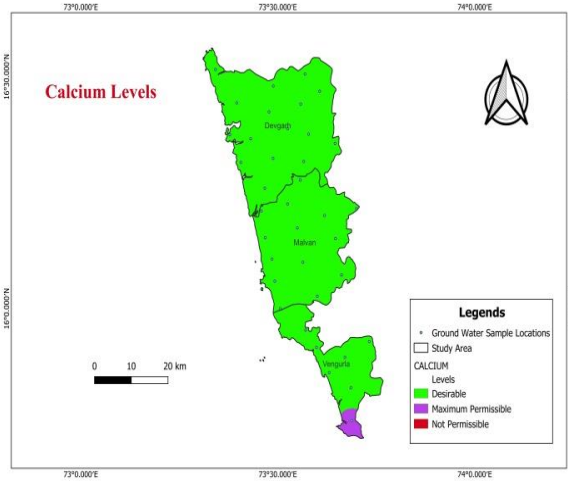 73°0.000'E 73°30.000'E 74°0.000'E
16°30.000'N
Calcium Levels
Devgarh
Malvan
16°0.000'N
Vengurla
0 10 20 km
Legends
Ground Water Sample Locations
Study Area
CALCIUM
Levels
Desirable
Maximum Permissible
Not Permissible
73°0.000'E 73°30.000'E 74°0.000'E